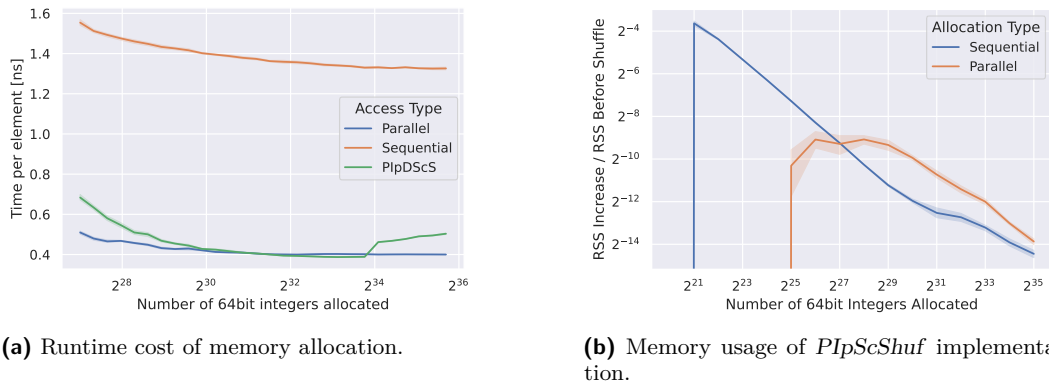 1.6
1.4
1.2
1.0
0.8
0.6
0.4
Time per element [ns]
Access Type
Parallel
Sequential
PIpDScS
2^28 2^30 2^32 2^34 2^36
Number of 64bit integers allocated
(a) Runtime cost of memory allocation.
2^−4
2^−6
2^−8
2^−10
2^−12
2^−14
RSS Increase / RSS Before Shuffle
Allocation Type
Sequential
Parallel
2^21 2^23 2^25 2^27 2^29 2^31 2^33 2^35
Number of 64bit Integers Allocated
(b) Memory usage of PIpScShuf implementa
tion.